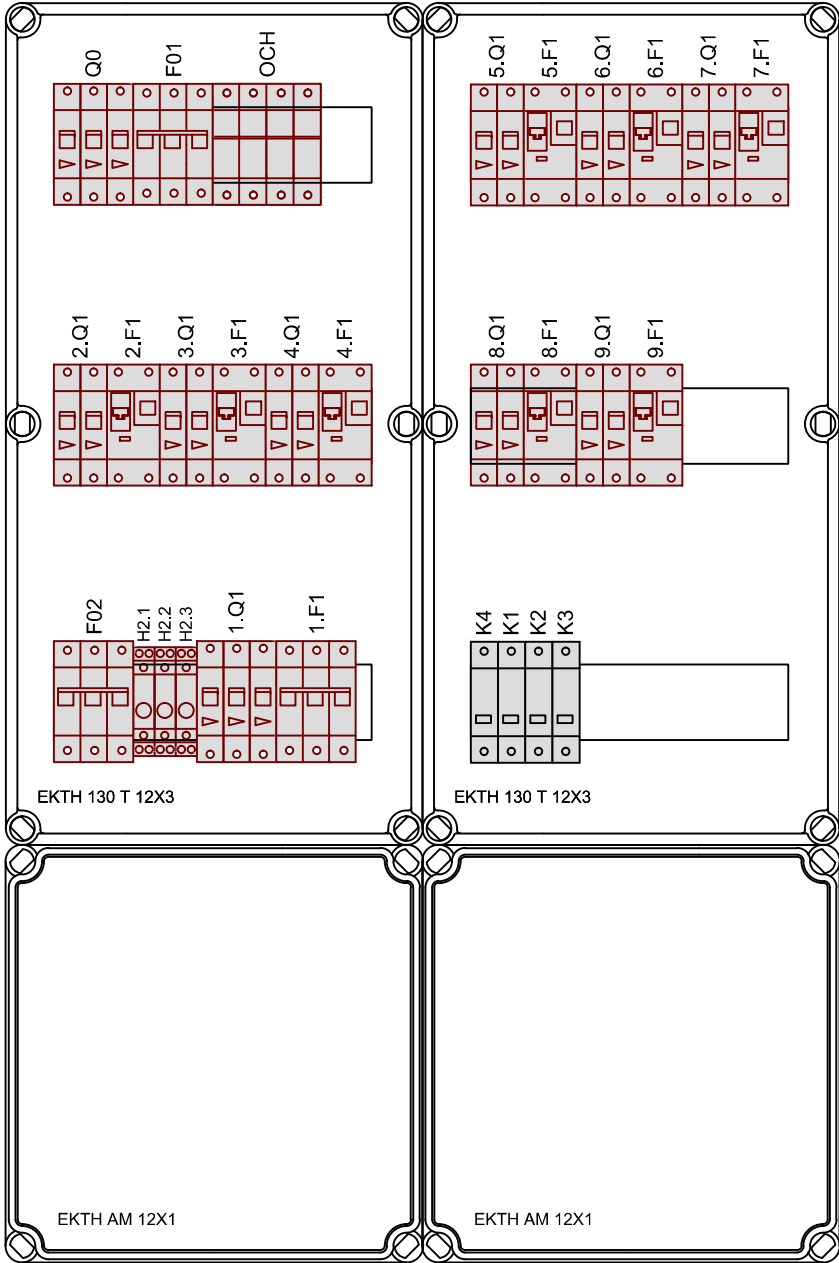 Q0 F01 OCH
5.Q1 5.F1 6.Q1 6.F1 7.Q1 7.F1
2.Q1 2.F1 3.Q1 3.F1 4.Q1 4.F1
8.Q1 8.F1 9.Q1 9.F1
F02 H2.1 H2.2 H2.3 1.Q1 1.F1
K4 K1 K2 K3
EKTH 130 T 12X3
EKTH 130 T 12X3
EKTH AM 12X1
EKTH AM 12X1